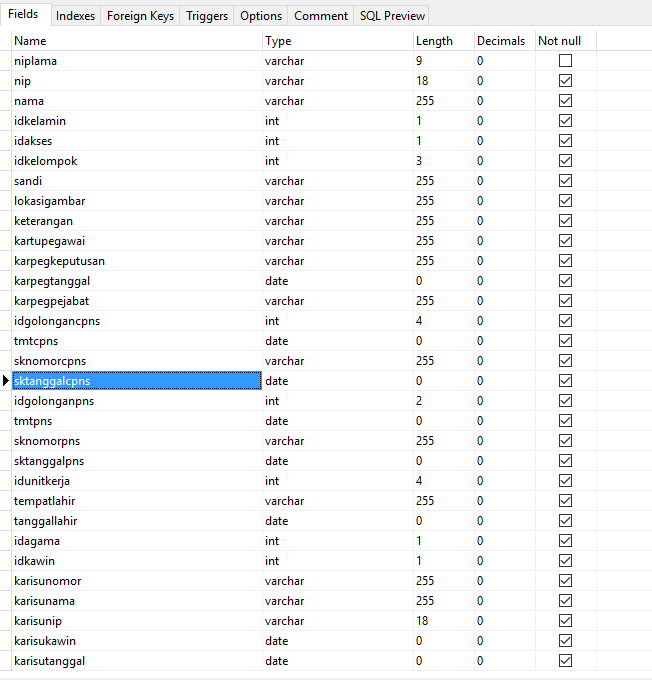 Fields Indexes Foreign Keys Triggers Options Comment SQL Preview
Name Type Length Decimals Not null
niplama varchar 9 0
nip varchar 18 0
nama varchar 255 0
idkelamin int 1 0
idakses int 1 0
idkelompok int 3 0
sandi varchar 255 0
lokasigambar varchar 255 0
keterangan varchar 255 0
kartupegawai varchar 255 0
karpegkeputusan varchar 255 0
karpegtanggal date 0 0
karpegpejabat varchar 255 0
idgolongancpns int 4 0
tmtcpns date 0 0
sknomorcpns varchar 255 0
sktanggalcpns date 0 0
idgolonganpns int 2 0
tmtpns date 0 0
sknomorpns varchar 255 0
sktanggalpns date 0 0
idunitkerja int 4 0
tempatlahir varchar 255 0
tanggallahir date 0 0
idagama int 1 0
idkawin int 1 0
karisunomor varchar 255 0
karisunama varchar 255 0
karisunip varchar 18 0
karisukawin date 0 0
karisutanggal date 0 0